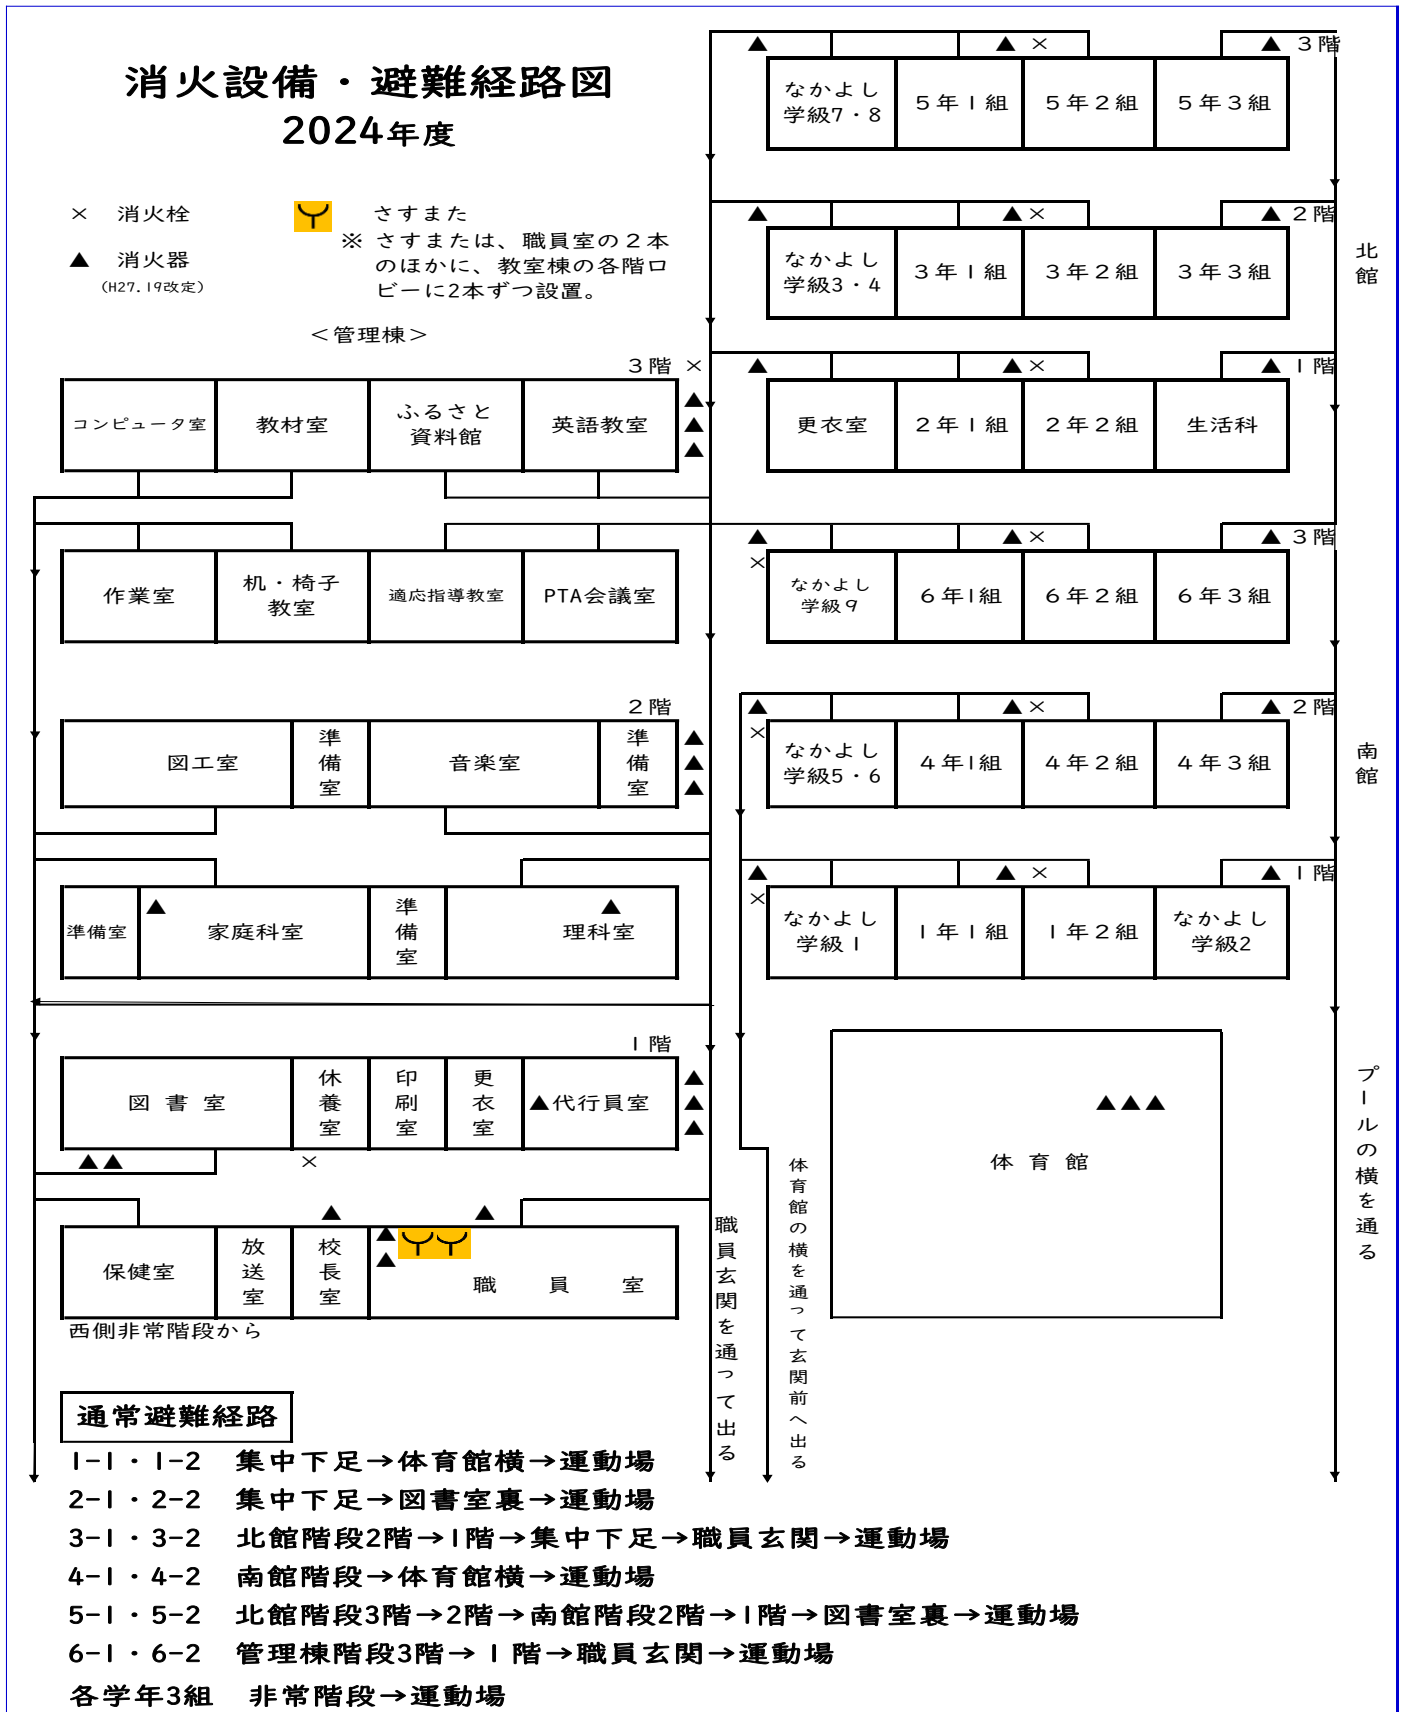 消火設備・避難経路図
2024年度
× 消火栓
▲ 消火器
(H27.19改定)
さすまた
※ さすまたは、職員室の２本
のほかに、教室棟の各階ロ
ビーに2本ずつ設置。
＜管理棟＞
３階 ×
コンピュータ室
教材室
ふるさと
資料館
英語教室
作業室
机・椅子
教室
適応指導教室
PTA会議室
２階
図工室
準備室
音楽室
準備室
準備室
家庭科室
準備室
理科室
１階
図書室
休養室
印刷室
更衣室
▲代行員室
▲▲
×
保健室
放送室
校長室
職員室
西側非常階段から
▲ ▲ × ▲ ３階
なかよし
学級7・8
５年１組
５年２組
５年３組
▲ ▲× ▲ ２階
なかよし
学級3・4
３年１組
３年２組
３年３組
北館
▲ ▲× ▲ １階
更衣室
２年１組
２年２組
生活科
▲ ▲× ▲ ３階
×
なかよし
学級９
６年1組
６年２組
６年３組
▲ ▲× ▲ ２階
×
なかよし
学級5・6
４年1組
４年２組
４年３組
南館
▲ ▲ × ▲ １階
×
なかよし
学級１
１年１組
１年２組
なかよし
学級2
▲▲▲
体育館
職員玄関を通って出る
体育館の横を通って玄関前へ出る
プールの横を通る
通常避難経路
1-1・1-2 集中下足→体育館横→運動場
2-1・2-2 集中下足→図書室裏→運動場
3-1・3-2 北館階段2階→1階→集中下足→職員玄関→運動場
4-1・4-2 南館階段→体育館横→運動場
5-1・5-2 北館階段3階→2階→南館階段2階→1階→図書室裏→運動場
6-1・6-2 管理棟階段3階→１階→職員玄関→運動場
各学年3組 非常階段→運動場